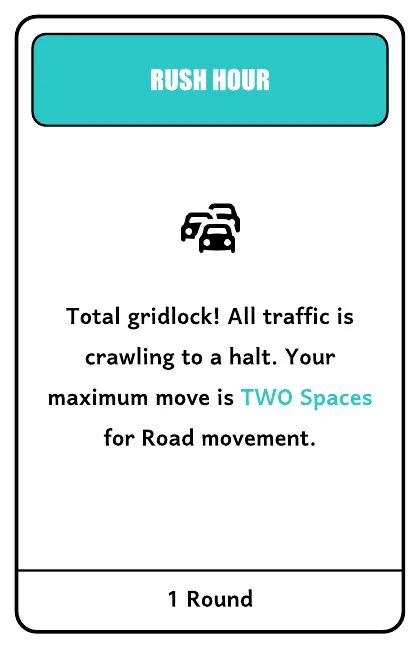 RUSH HOUR
Total gridlock! All traffic is
crawling to a halt. Your
maximum move is TWO Spaces
for Road movement.
1 Round